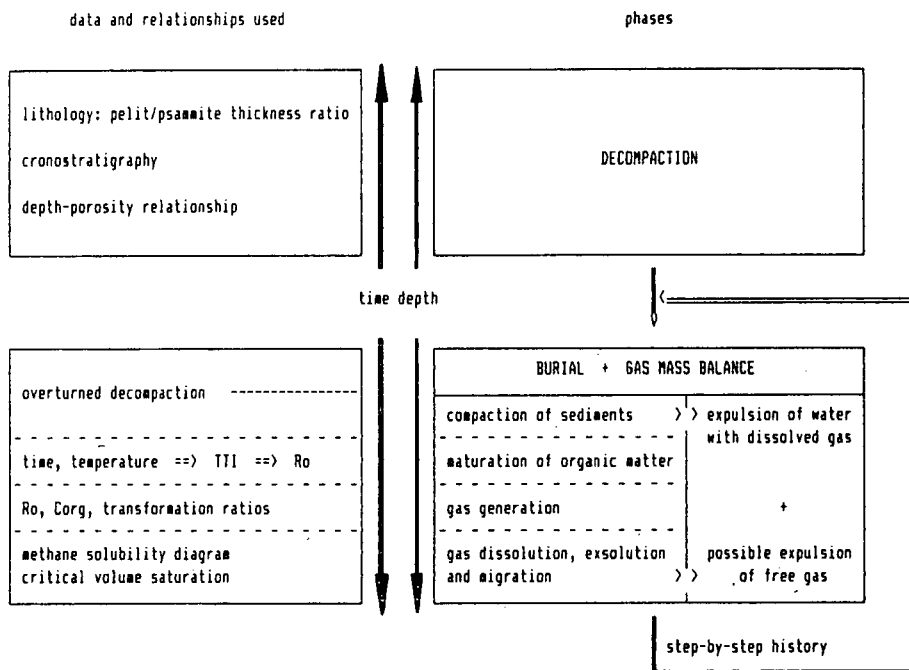 data and relationships used
phases
lithology: pelit/psammite thickness ratio
cronostratigraphy
depth-porosity relationship
DECOMPACTION
time depth
overturned decompaction
time, temperature ==> TTI ==> Ro
Ro, Corg, transformation ratios
methane solubility diagram
critical volume saturation
BURIAL + GAS MASS BALANCE
compaction of sediments >> expulsion of water
with dissolved gas
maturation of organic matter
gas generation +
gas dissolution, exsolution possible expulsion
and migration >> of free gas
step-by-step history